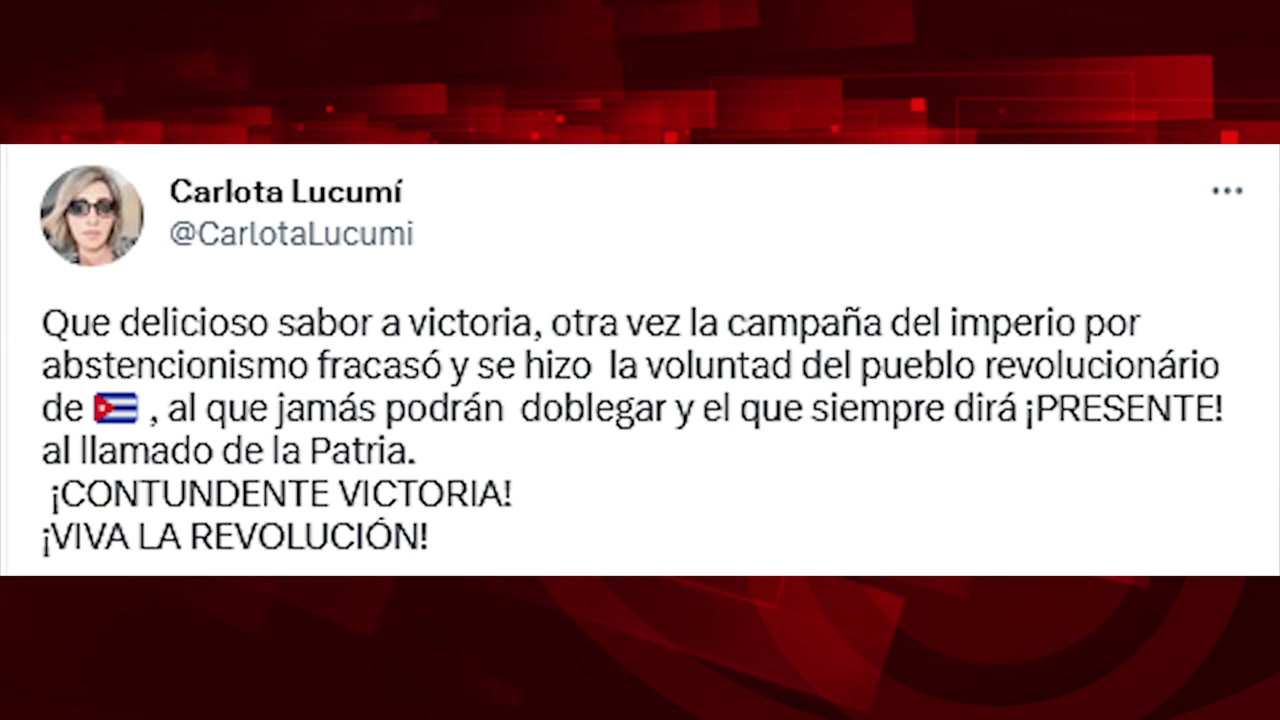 Carlota Lucumí
@CarlotaLucumi
Que delicioso sabor a victoria, otra vez la campaña del imperio por
abstencionismo fracasó y se hizo  la voluntad del pueblo revolucionário
de 🇨🇺 , al que jamás podrán  doblegar y el que siempre dirá ¡PRESENTE!
al llamado de la Patria.
¡CONTUNDENTE VICTORIA!
¡VIVA LA REVOLUCIÓN!